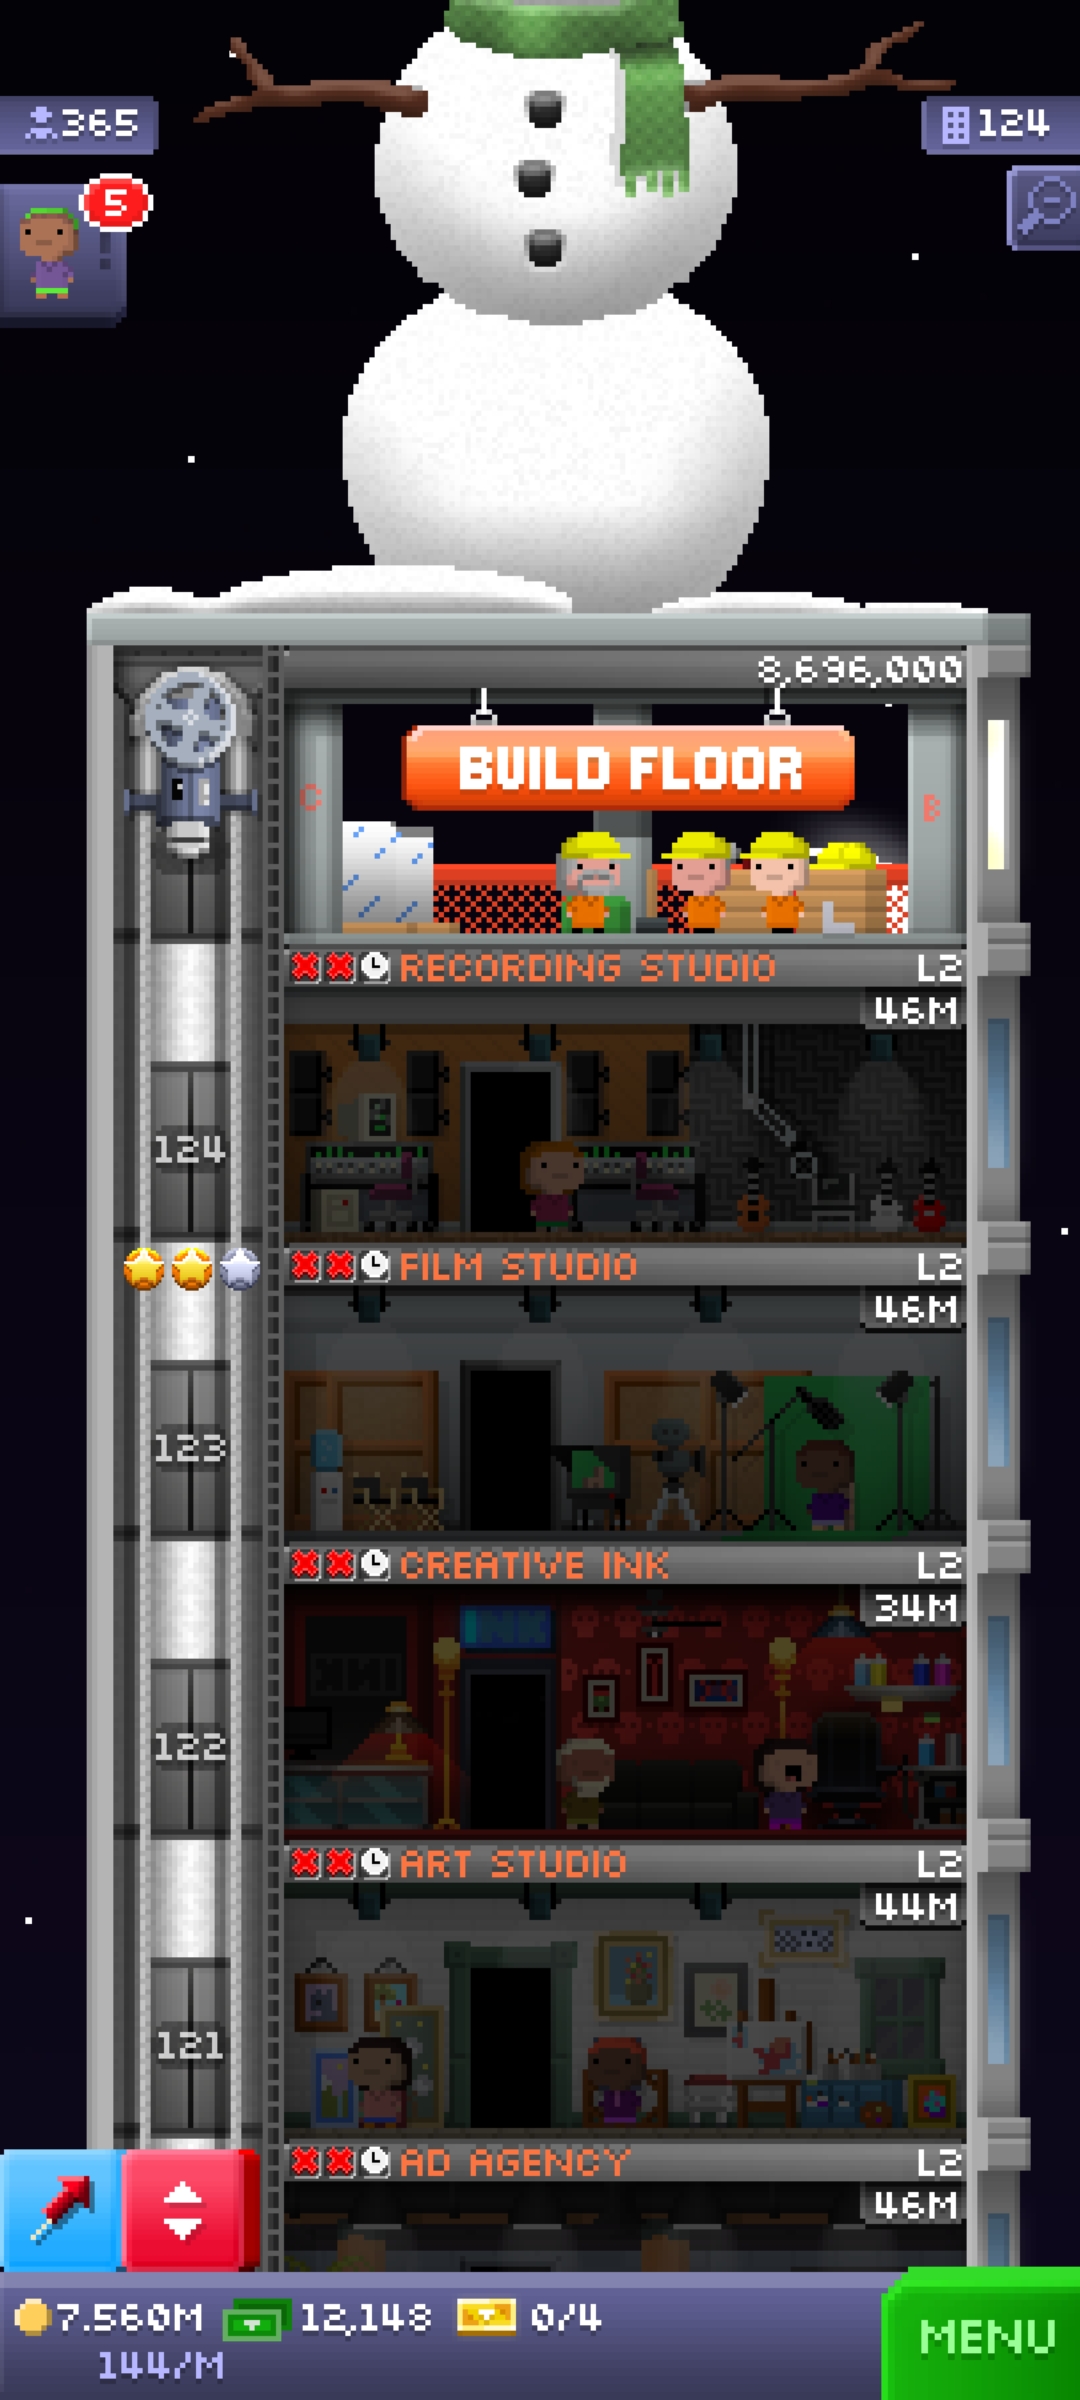 365
124
5
8,696,000
BUILD FLOOR
C
B
RECORDING STUDIO L2
46M
124
FILM STUDIO L2
46M
123
CREATIVE INK L2
34M
INK
122
ART STUDIO L2
44M
121
AD AGENCY L2
46M
7.560M 12,148 0/4
144/M
MENU